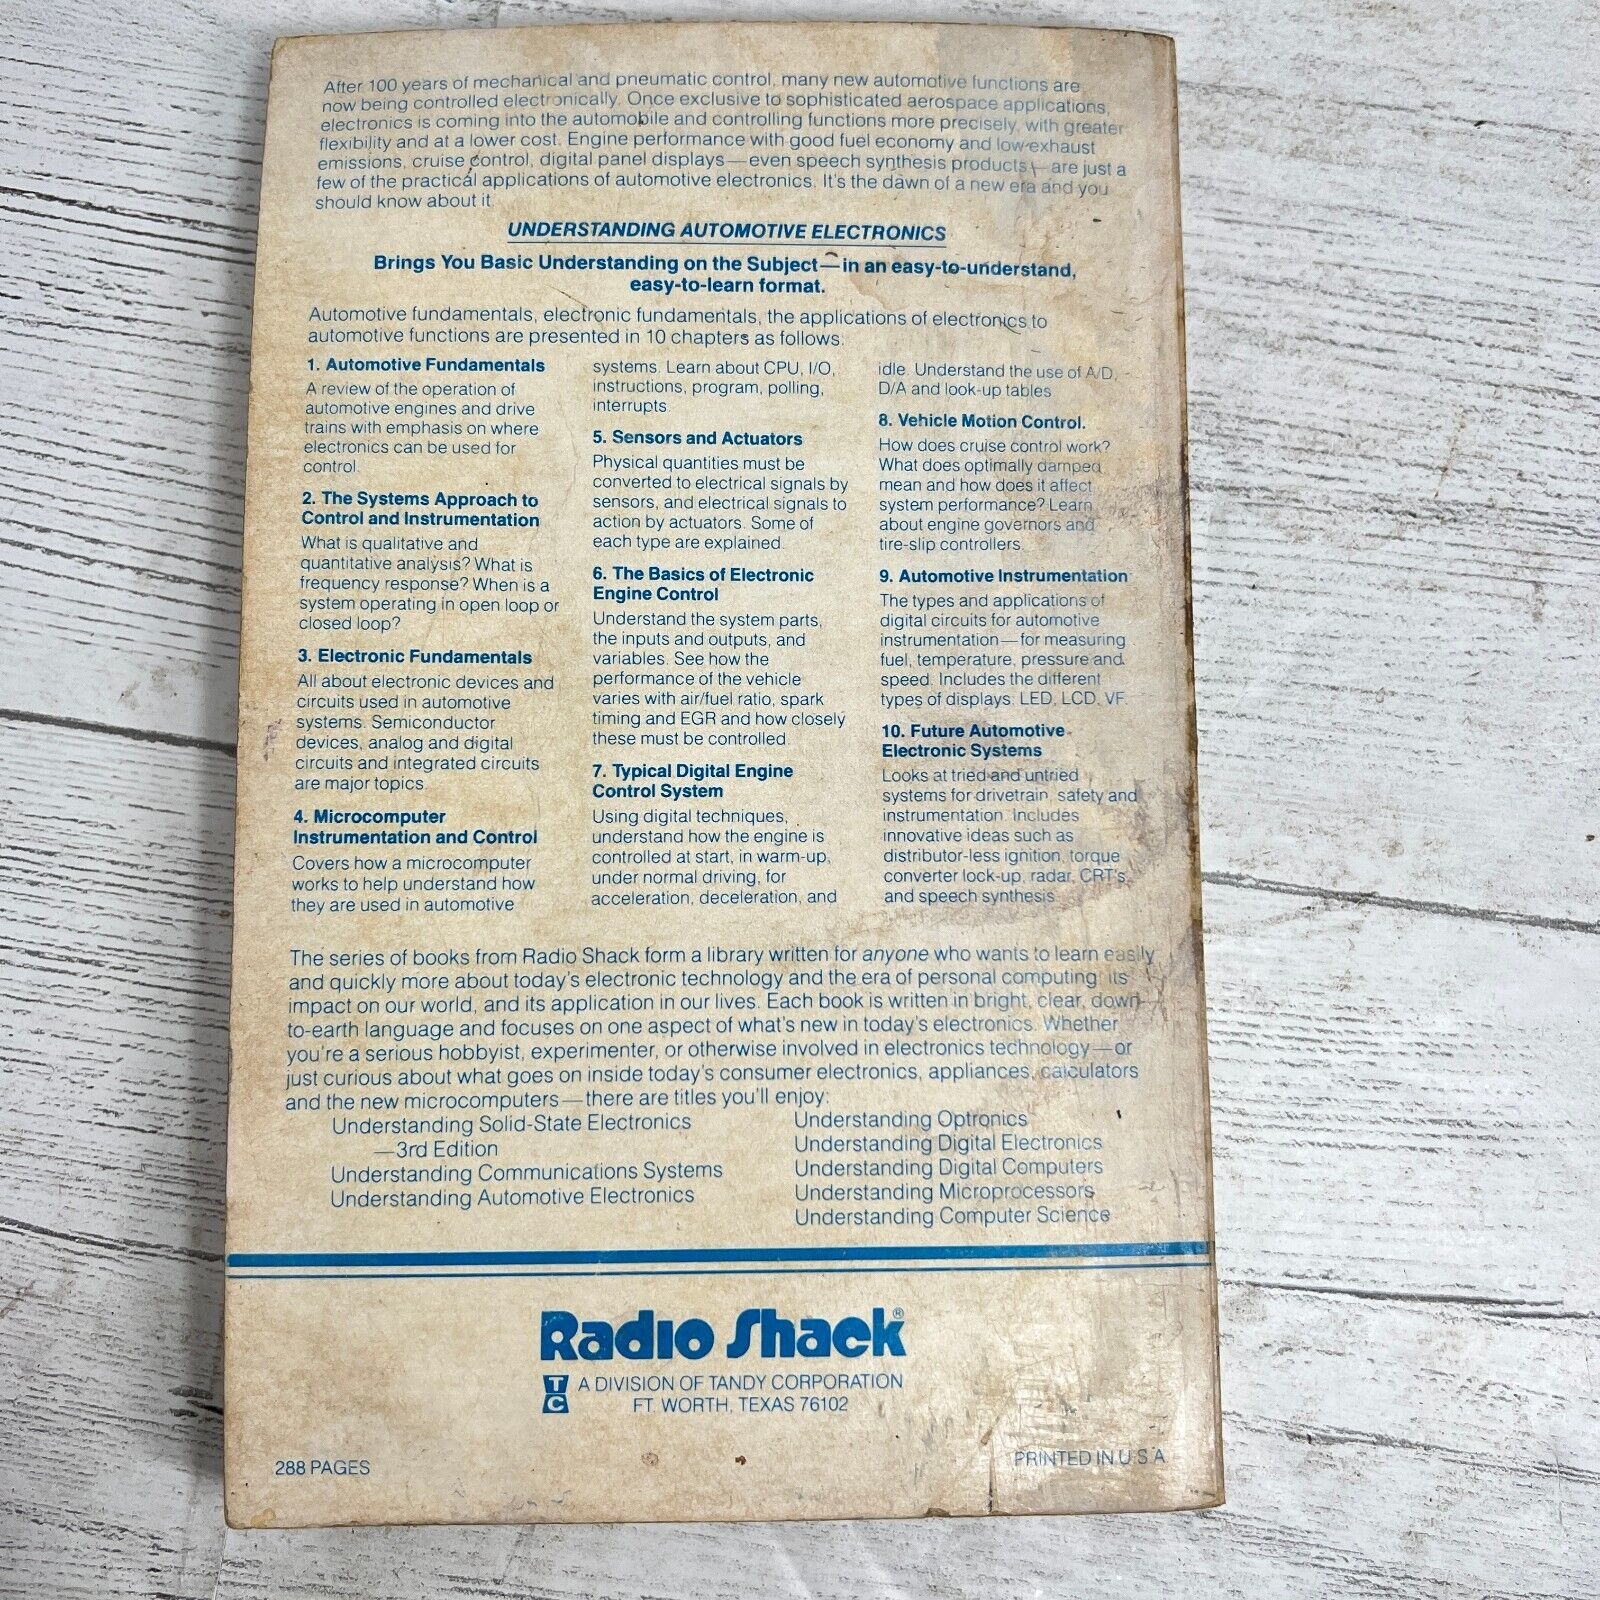 After 100 years of mechanical and pneumatic control, many new automotive functions are
now being controlled electronically. Once exclusive to sophisticated aerospace applications,
electronics is coming into the automobile and controlling functions more precisely, with greater
flexibility and at a lower cost. Engine performance with good fuel economy and low exhaust
emissions, cruise control, digital panel displays—even speech synthesis products—are just a
few of the practical applications of automotive electronics. It's the dawn of a new era and you
should know about it.
UNDERSTANDING AUTOMOTIVE ELECTRONICS
Brings You Basic Understanding on the Subject—in an easy-to-understand,
easy-to-learn format.
Automotive fundamentals, electronic fundamentals, the applications of electronics to
automotive functions are presented in 10 chapters as follows:
1. Automotive Fundamentals
A review of the operation of
automotive engines and drive
trains with emphasis on where
electronics can be used for
control.
2. The Systems Approach to
Control and Instrumentation
What is qualitative and
quantitative analysis? What is
frequency response? When is a
system operating in open loop or
closed loop?
3. Electronic Fundamentals
All about electronic devices and
circuits used in automotive
systems. Semiconductor
devices, analog and digital
circuits and integrated circuits
are major topics.
4. Microcomputer
Instrumentation and Control
Covers how a microcomputer
works to help understand how
they are used in automotive
systems. Learn about CPU, I/O,
instructions, program, polling,
interrupts.
5. Sensors and Actuators
Physical quantities must be
converted to electrical signals by
sensors, and electrical signals to
action by actuators. Some of
each type are explained.
6. The Basics of Electronic
Engine Control
Understand the system parts,
the inputs and outputs, and
variables. See how the
performance of the vehicle
varies with air/fuel ratio, spark
timing and EGR and how closely
these must be controlled.
7. Typical Digital Engine
Control System
Using digital techniques,
understand how the engine is
controlled at start, in warm-up,
under normal driving, for
acceleration, deceleration, and
idle. Understand the use of A/D,
D/A and look-up tables.
8. Vehicle Motion Control.
How does cruise control work?
What does optimally damped
mean and how does it affect
system performance? Learn
about engine governors and
tire-slip controllers.
9. Automotive Instrumentation
The types and applications of
digital circuits for automotive
instrumentation—for measuring
fuel, temperature, pressure and
speed. Includes the different
types of displays: LED, LCD, VF.
10. Future Automotive
Electronic Systems
Looks at tried and untried
systems for drivetrain, safety and
instrumentation. Includes
innovative ideas such as
distributor-less ignition, torque
converter lock-up, radar, CRT's,
and speech synthesis.
The series of books from Radio Shack form a library written for anyone who wants to learn easily
and quickly more about today's electronic technology and the era of personal computing: its
impact on our world, and its application in our lives. Each book is written in bright, clear, down-
to-earth language and focuses on one aspect of what's new in today's electronics. Whether
you're a serious hobbyist, experimenter, or otherwise involved in electronics technology—or
just curious about what goes on inside today's consumer electronics, appliances, calculators
and the new microcomputers—there are titles you'll enjoy:
Understanding Solid-State Electronics
—3rd Edition
Understanding Communications Systems
Understanding Automotive Electronics
Understanding Optronics
Understanding Digital Electronics
Understanding Digital Computers
Understanding Microprocessors
Understanding Computer Science
Radio Shack®
TC A DIVISION OF TANDY CORPORATION
FT. WORTH, TEXAS 76102
288 PAGES
PRINTED IN U.S.A.